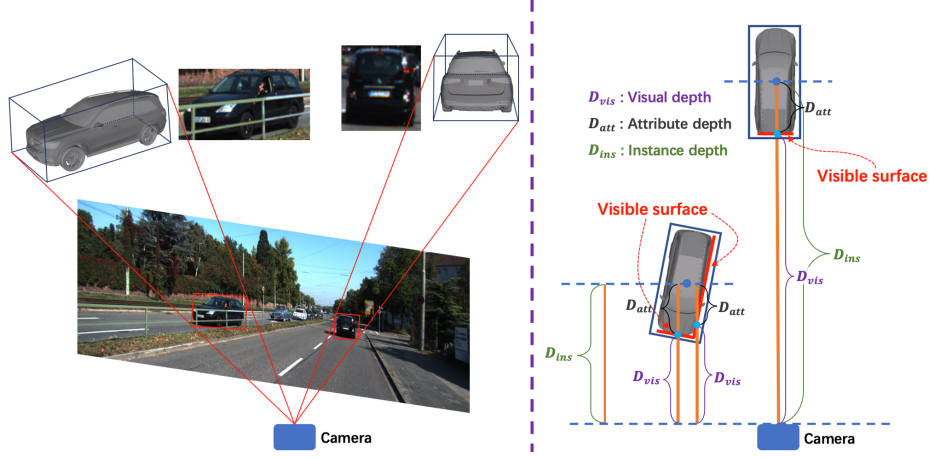 Camera
D_vis : Visual depth
D_att : Attribute depth
D_ins : Instance depth
D_att
Visible surface
Visible surface
D_ins
D_vis
D_att
D_att
D_ins
D_vis
D_vis
Camera